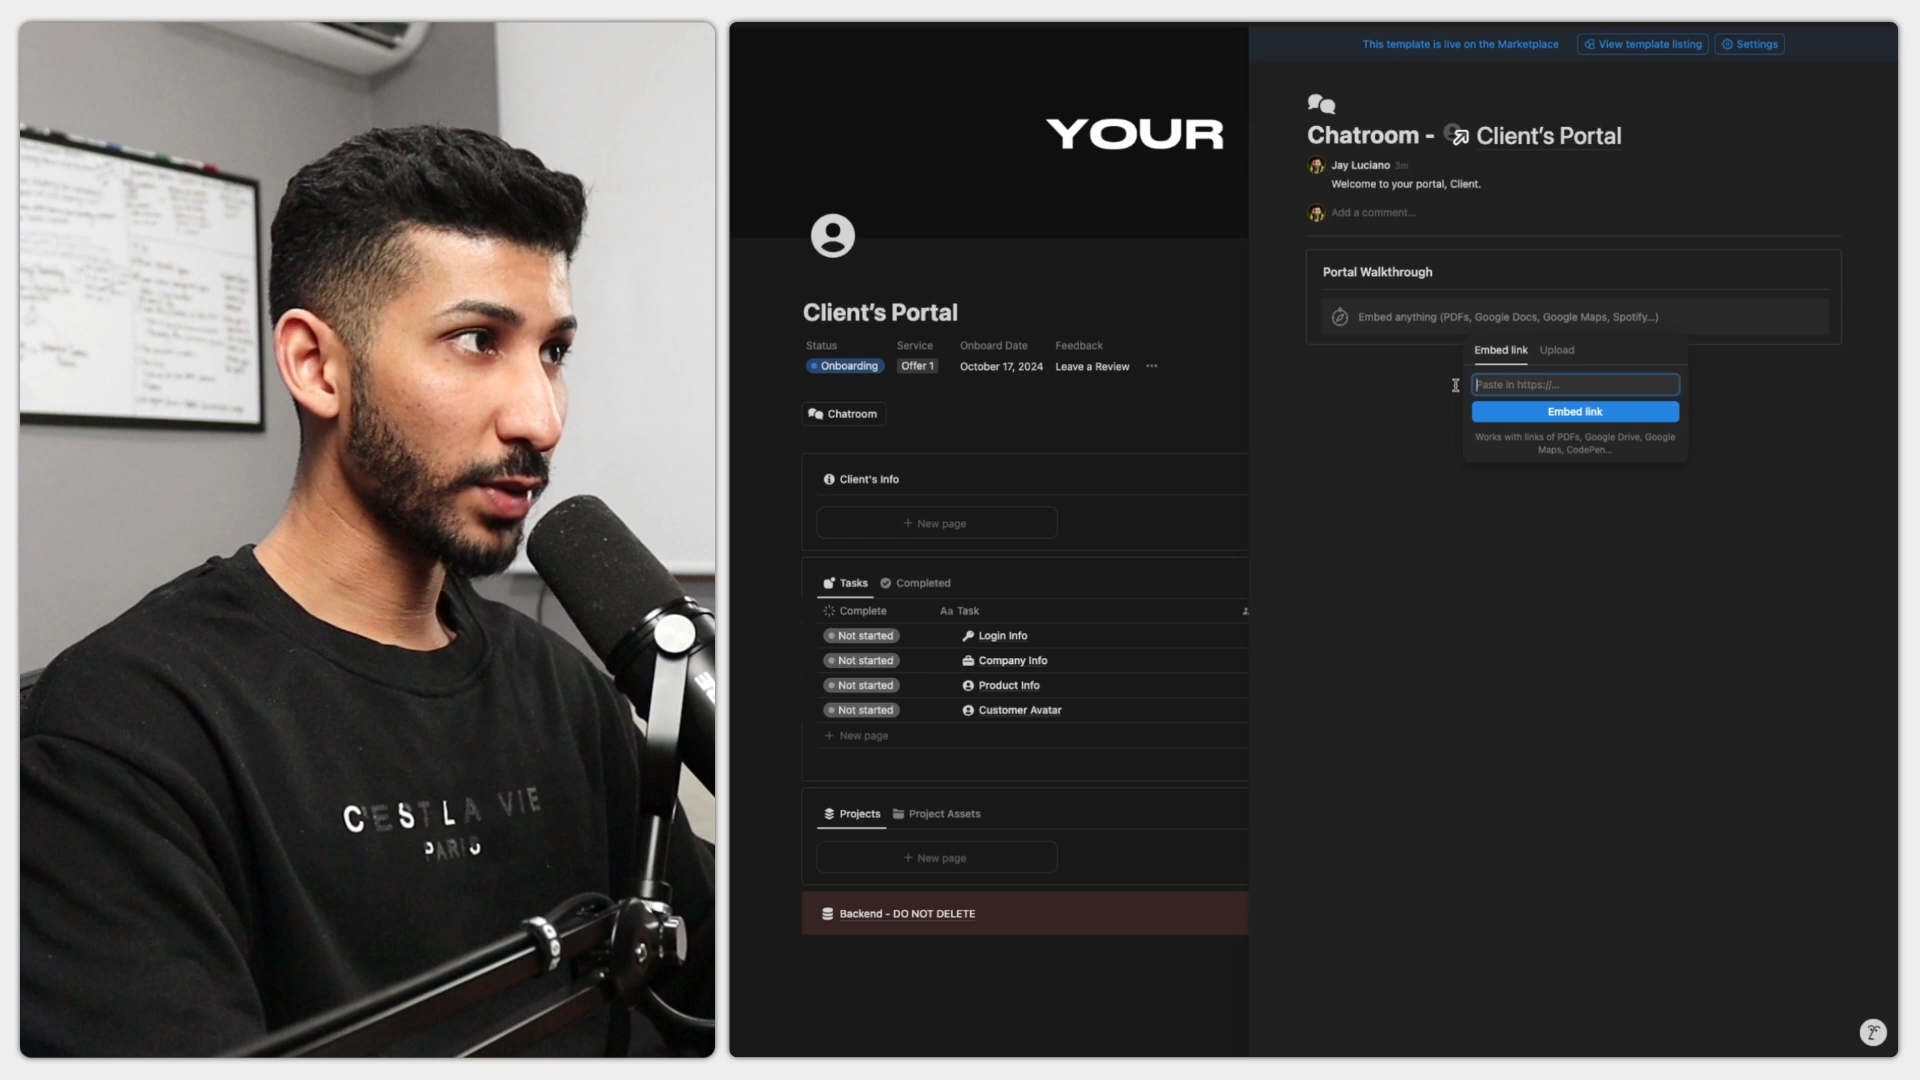 C'EST LA VIE
PARIS
YOUR
Client's Portal
Status
Service
Onboard Date
Feedback
Onboarding
Offer 1
October 17, 2024
Leave a Review
Chatroom
Client's Info
+ New page
Tasks
Completed
Complete
Aa Task
Not started
Login Info
Not started
Company Info
Not started
Product Info
Not started
Customer Avatar
+ New page
Projects
Project Assets
+ New page
Backend - DO NOT DELETE
This template is live on the Marketplace
View template listing
Settings
Chatroom - Client's Portal
Jay Luciano 3m
Welcome to your portal, Client.
Add a comment...
Portal Walkthrough
Embed anything (PDFs, Google Docs, Google Maps, Spotify...)
Embed link
Upload
Paste in https://...
Embed link
Works with links of PDFs, Google Drive, Google
Maps, CodePen...